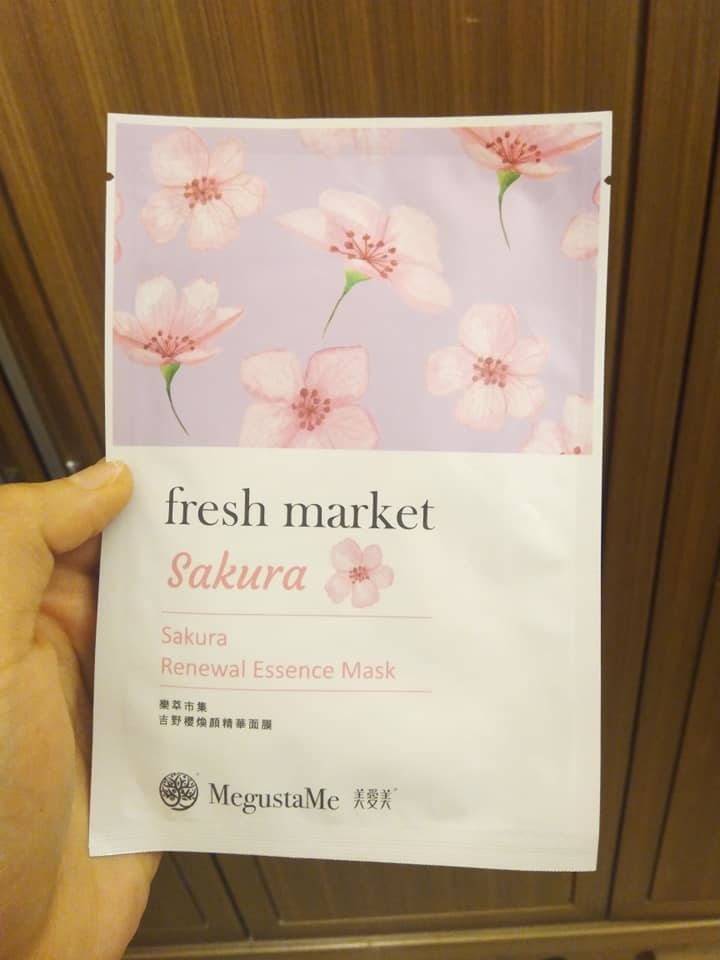 fresh market
Sakura
Sakura
Renewal Essence Mask
樂萃市集
吉野櫻煥顏精華面膜
MegustaMe 美愛美